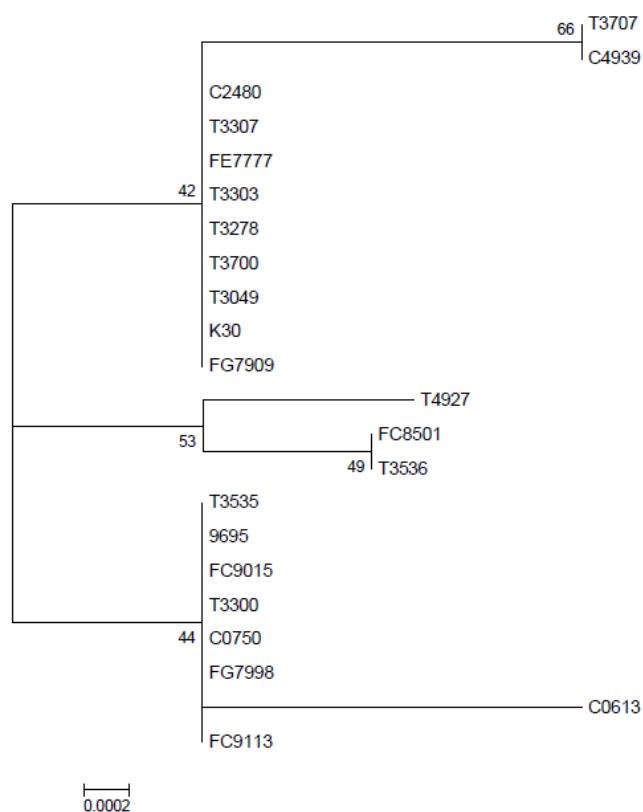 66
T3707
C4939
C2480
T3307
FE7777
42
T3303
T3278
T3700
T3049
K30
FG7909
T4927
53
FC8501
49
T3536
T3535
9695
FC9015
T3300
44
C0750
FG7998
C0613
FC9113
0.0002